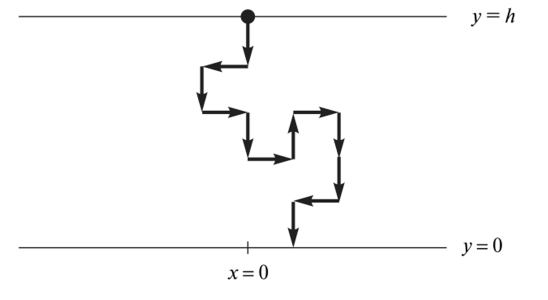 y = h
y = 0
x = 0